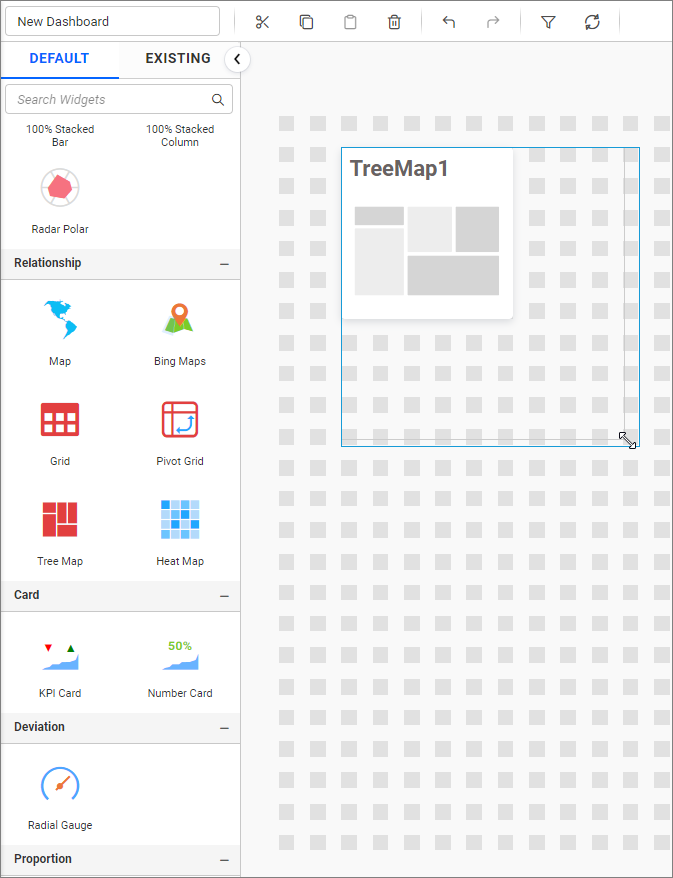 New Dashboard
DEFAULT
EXISTING
Search Widgets
100% Stacked
Bar
100% Stacked
Column
Radar Polar
Relationship
Map
Bing Maps
Grid
Pivot Grid
Tree Map
Heat Map
Card
50%
KPI Card
Number Card
Deviation
Radial Gauge
Proportion
TreeMap1